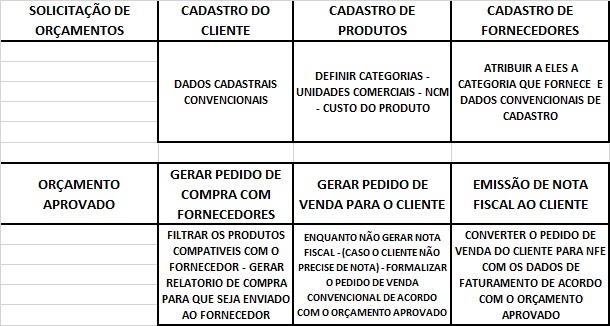 SOLICITAÇÃO DE
ORÇAMENTOS
CADASTRO DO
CLIENTE
CADASTRO DE
PRODUTOS
CADASTRO DE
FORNECEDORES
DADOS CADASTRAIS
CONVENCIONAIS
DEFINIR CATEGORIAS -
UNIDADES COMERCIAIS - NCM
- CUSTO DO PRODUTO
ATRIBUIR A ELES A
CATEGORIA QUE FORNECE E
DADOS CONVENCIONAIS DE
CADASTRO
ORÇAMENTO
APROVADO
GERAR PEDIDO DE
COMPRA COM
FORNECEDORES
GERAR PEDIDO DE
VENDA PARA O CLIENTE
EMISSÃO DE NOTA
FISCAL AO CLIENTE
FILTRAR OS PRODUTOS
COMPATIVEIS COM O
FORNECEDOR - GERAR
RELATORIO DE COMPRA
PARA QUE SEJA ENVIADO
AO FORNECEDOR
ENQUANTO NÃO GERAR NOTA
FISCAL - (CASO O CLIENTE NÃO
PRECISE DE NOTA) - FORMALIZAR
O PEDIDO DE VENDA
CONVENCIONAL DE ACORDO
COM O ORÇAMENTO APROVADO
CONVERTER O PEDIDO DE
VENDA DO CLIENTE PARA NFE
COM OS DADOS DE
FATURAMENTO DE ACORDO
COM O ORÇAMENTO
APROVADO